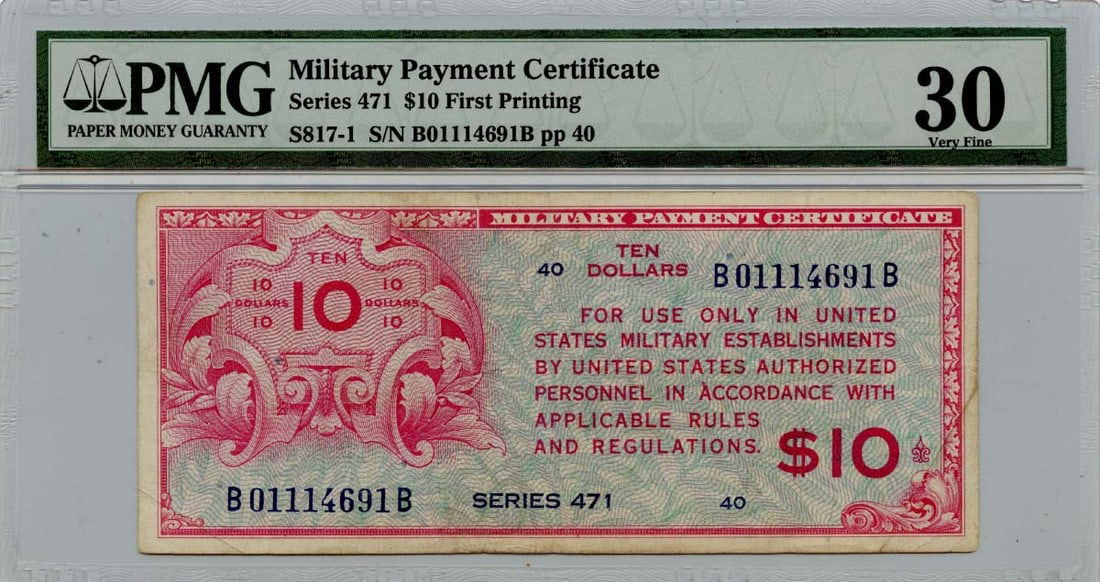 PMG
PAPER MONEY GUARANTY
Military Payment Certificate
Series 471 $10 First Printing
S817-1 S/N B01114691B pp 40
30
Very Fine
MILITARY PAYMENT CERTIFICATE
TEN
10 10
DOLLARS 10 DOLLARS
10 10
TEN
40 DOLLARS B01114691B
FOR USE ONLY IN UNITED
STATES MILITARY ESTABLISHMENTS
BY UNITED STATES AUTHORIZED
PERSONNEL IN ACCORDANCE WITH
APPLICABLE RULES
AND REGULATIONS.
$10
B01114691B SERIES 471 40